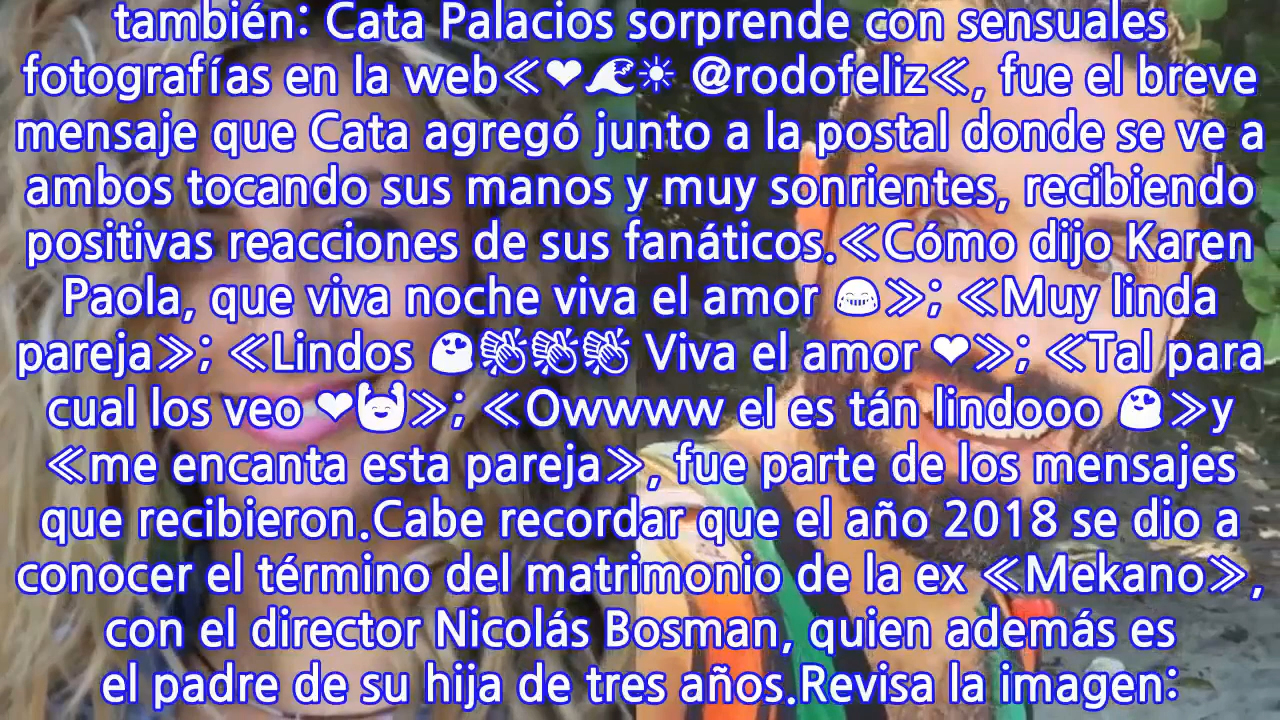 también: Cata Palacios sorprende con sensuales
fotografías en la web≪❤🌊☀ @rodofeliz≪, fue el breve
mensaje que Cata agregó junto a la postal donde se ve a
ambos tocando sus manos y muy sonrientes, recibiendo
positivas reacciones de sus fanáticos.≪Cómo dijo Karen
Paola, que viva noche viva el amor 😂≫; ≪Muy linda
pareja≫; ≪Lindos 😍👏👏👏 Viva el amor ❤≫; ≪Tal para
cual los veo ❤🙌≫; ≪Owwww el es tán lindooo 😍≫y
≪me encanta esta pareja≫, fue parte de los mensajes
que recibieron.Cabe recordar que el año 2018 se dio a
conocer el término del matrimonio de la ex ≪Mekano≫,
con el director Nicolás Bosman, quien además es
el padre de su hija de tres años.Revisa la imagen: